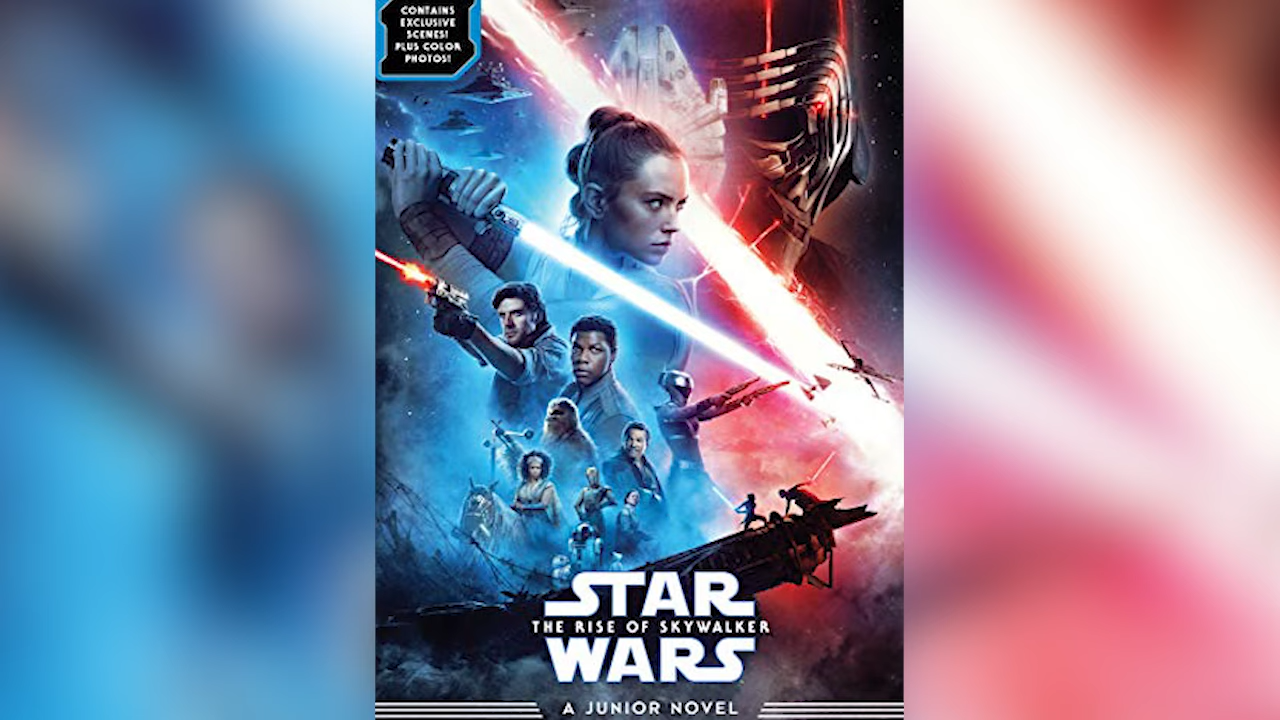 CONTAINS
EXCLUSIVE
SCENES!
PLUS COLOR
PHOTOS!
STAR
THE RISE OF SKYWALKER
WARS
A JUNIOR NOVEL